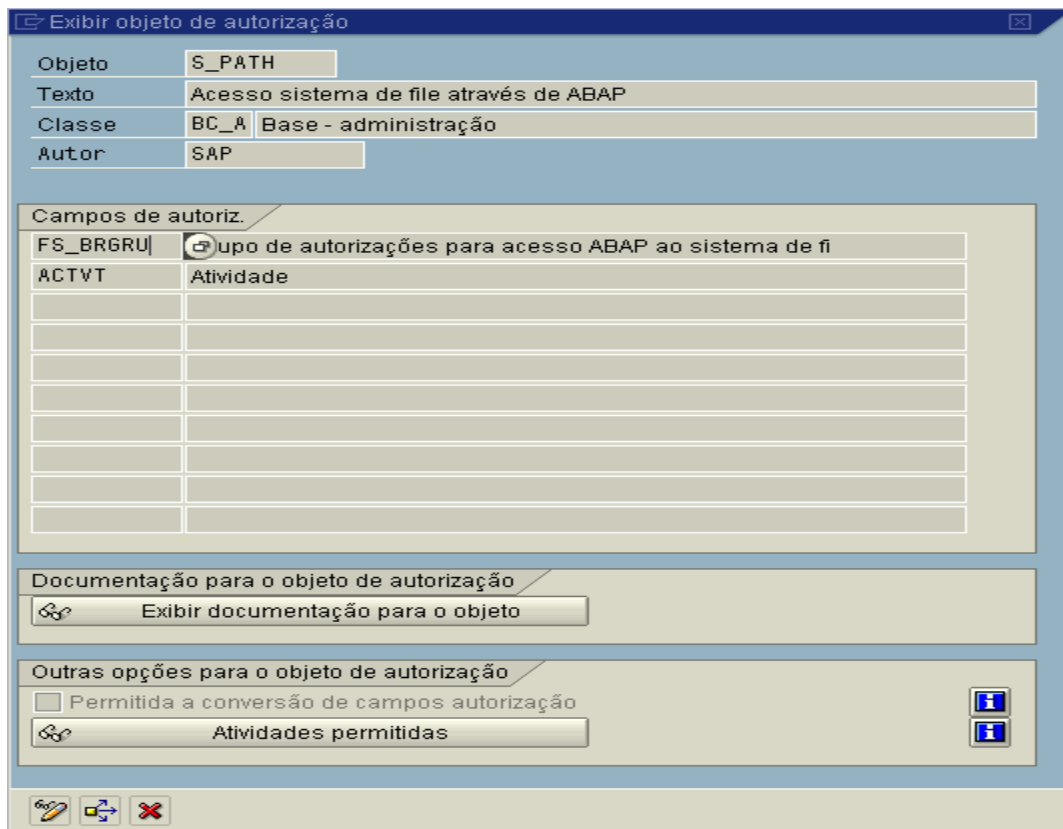 Exibir objeto de autorização
Objeto S_PATH
Texto Acesso sistema de file através de ABAP
Classe BC_A Base - administração
Autor SAP
Campos de autoriz.
FS_BRGRU upo de autorizações para acesso ABAP ao sistema de fi
ACTVT Atividade
Documentação para o objeto de autorização
Exibir documentação para o objeto
Outras opções para o objeto de autorização
Permitida a conversão de campos autorização
Atividades permitidas